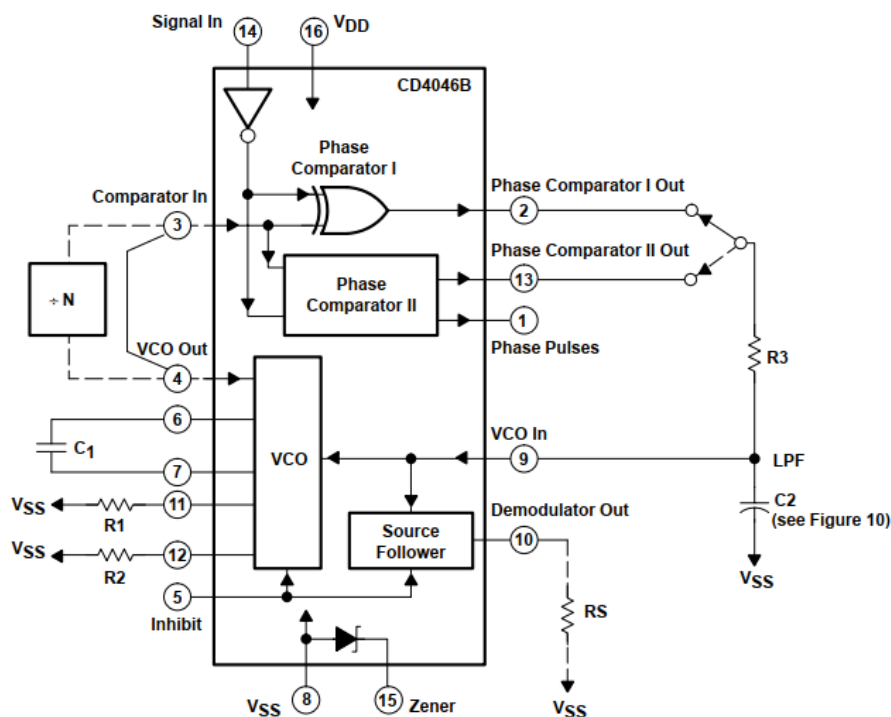 Signal In
14
16
VDD
CD4046B
Phase
Comparator I
Comparator In
3
Phase Comparator I Out
2
÷ N
Phase
Comparator II
Phase Comparator II Out
13
1
Phase Pulses
VCO Out
4
R3
6
C1
7
VCO
VCO In
9
LPF
VSS
R1
11
Demodulator Out
C2
(see Figure 10)
VSS
R2
12
Source
Follower
10
VSS
5
Inhibit
RS
VSS
8
15
Zener
VSS